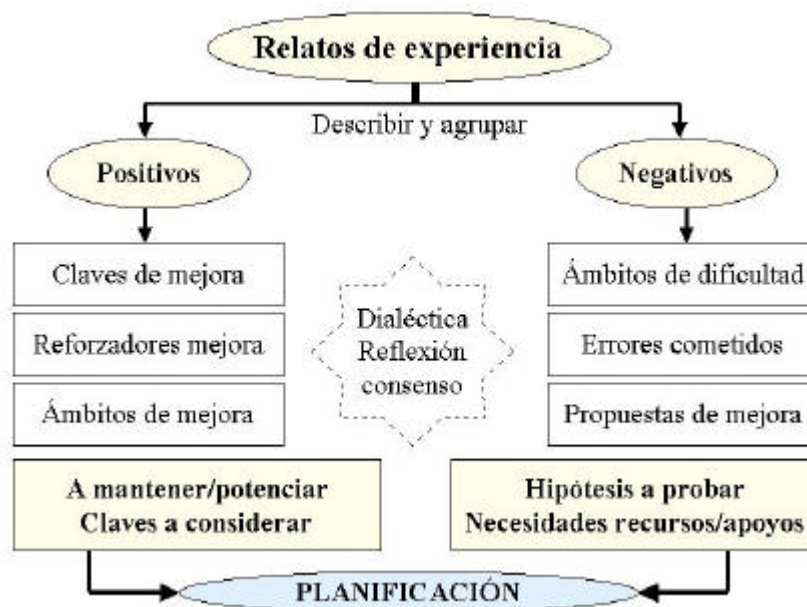 Relatos de experiencia
Describir y agrupar
Positivos
Negativos
Claves de mejora
Reforzadores mejora
Ámbitos de mejora
Dialéctica
Reflexión
consenso
Ámbitos de dificultad
Errores cometidos
Propuestas de mejora
A mantener/potenciar
Claves a considerar
Hipótesis a probar
Necesidades recursos/apoyos
PLANIFICACIÓN